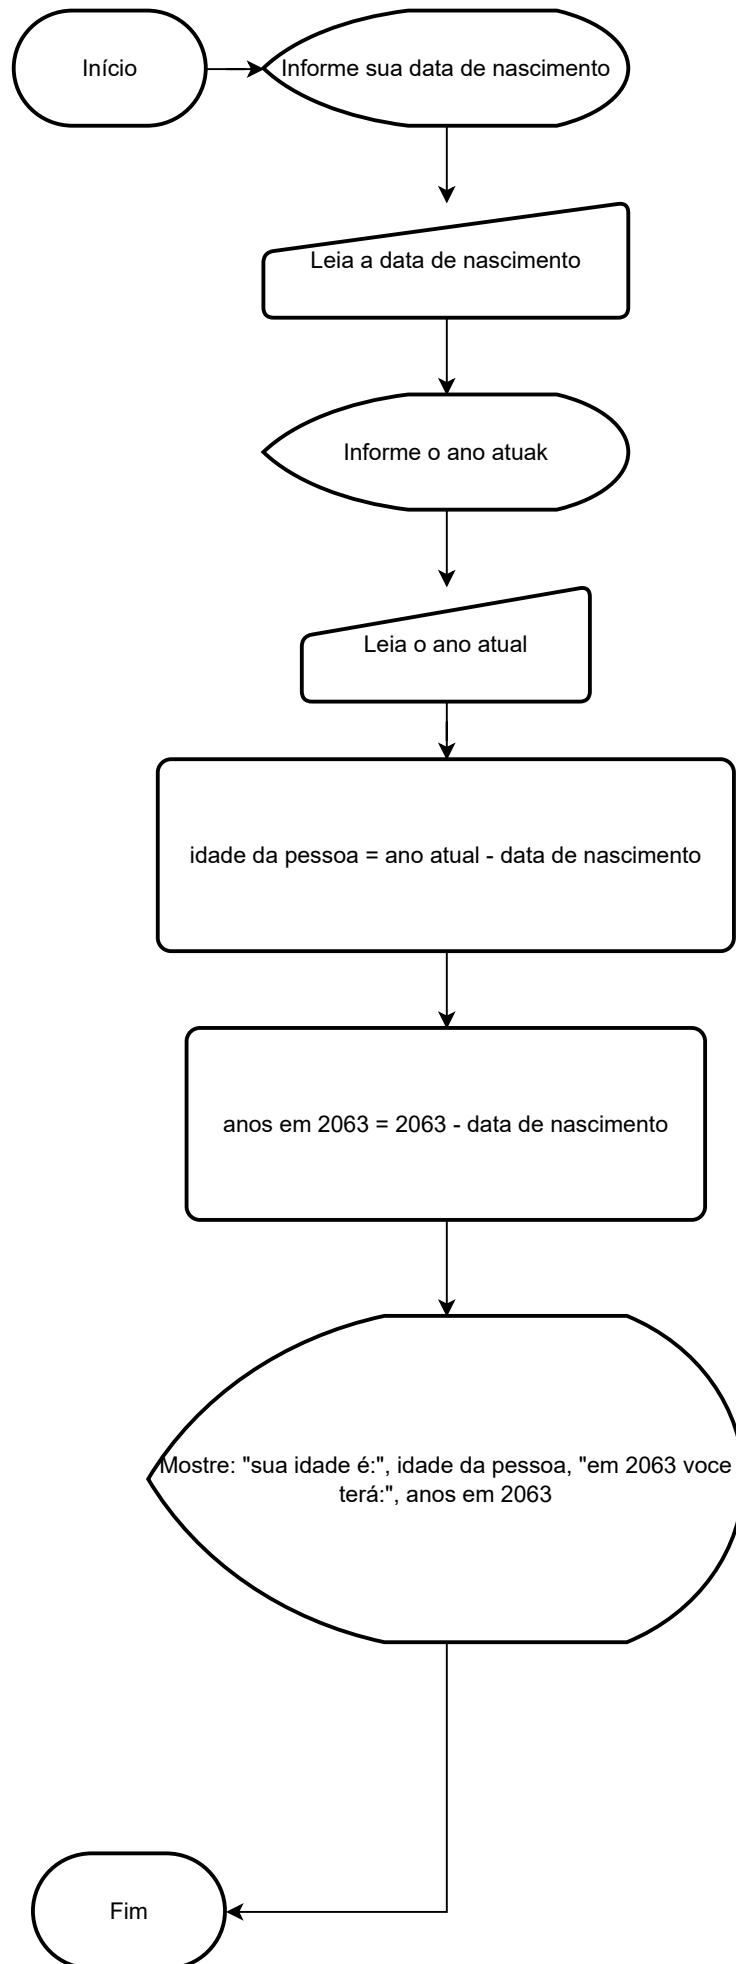 Início
Informe sua data de nascimento
Leia a data de nascimento
Informe o ano atuak
Leia o ano atual
idade da pessoa = ano atual - data de nascimento
anos em 2063 = 2063 - data de nascimento
Mostre: "sua idade é:", idade da pessoa, "em 2063 voce
terá:", anos em 2063
Fim